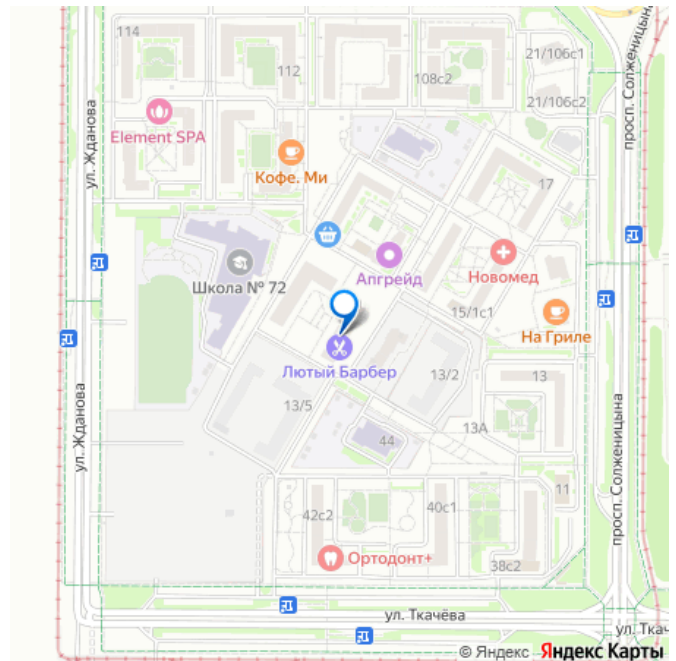 114
112
108с2
21/106с1
21/106с2
просп. Солженицына
ул. Жданова
Element SPA
Кофе. Ми
17
Школа № 72
Апгрейд
Новомед
15/1с1
На Гриле
Лютый Барбер
13/2
13
13/5
13А
44
ул. Жданова
просп. Солженицына
42с2
40с1
11
Ортодонт+
38с2
ул. Ткачёва
ул. Ткач
© Яндекс Яндекс Карты